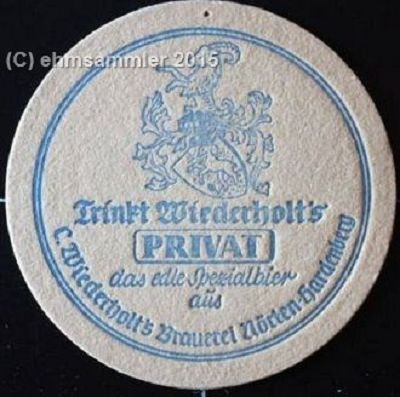 (C) ehmsammler 2015
Trinkt Wiederholt's
PRIVAT
das edle Spezialbier
aus
C. Wiederholt's Brauerei Nörten-Hardenberg